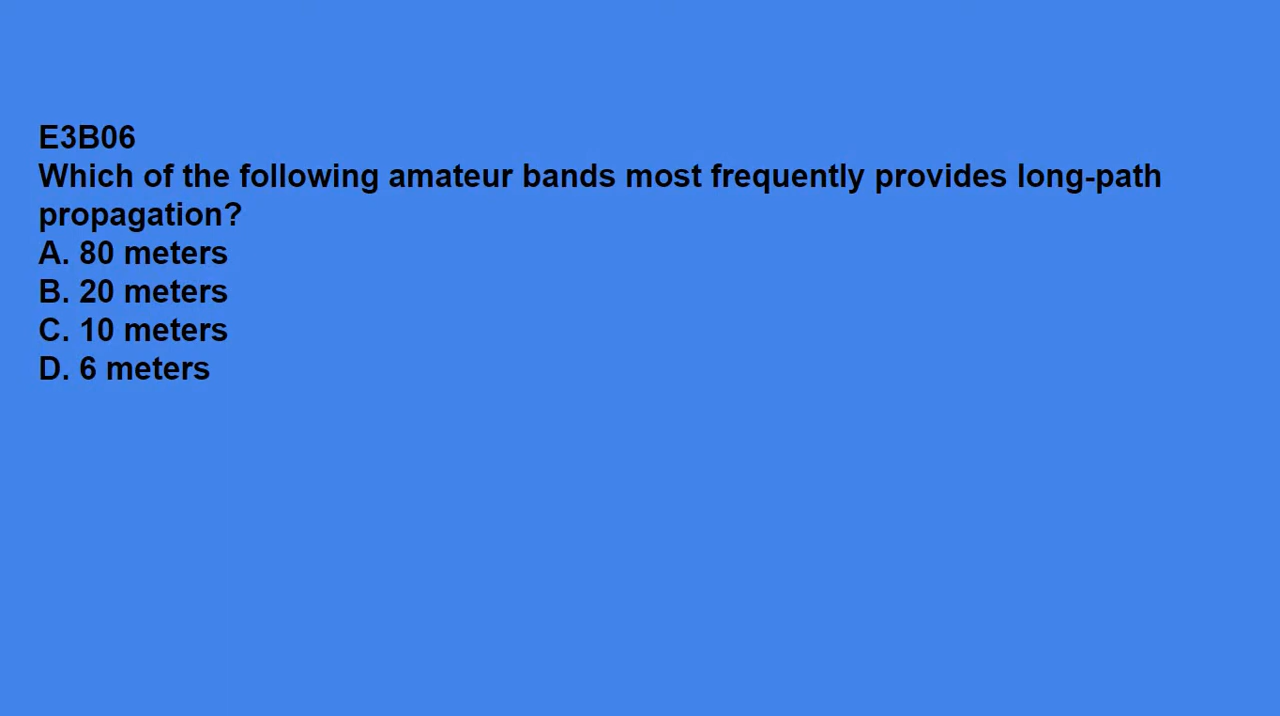 E3B06
Which of the following amateur bands most frequently provides long-path
propagation?
A. 80 meters
B. 20 meters
C. 10 meters
D. 6 meters